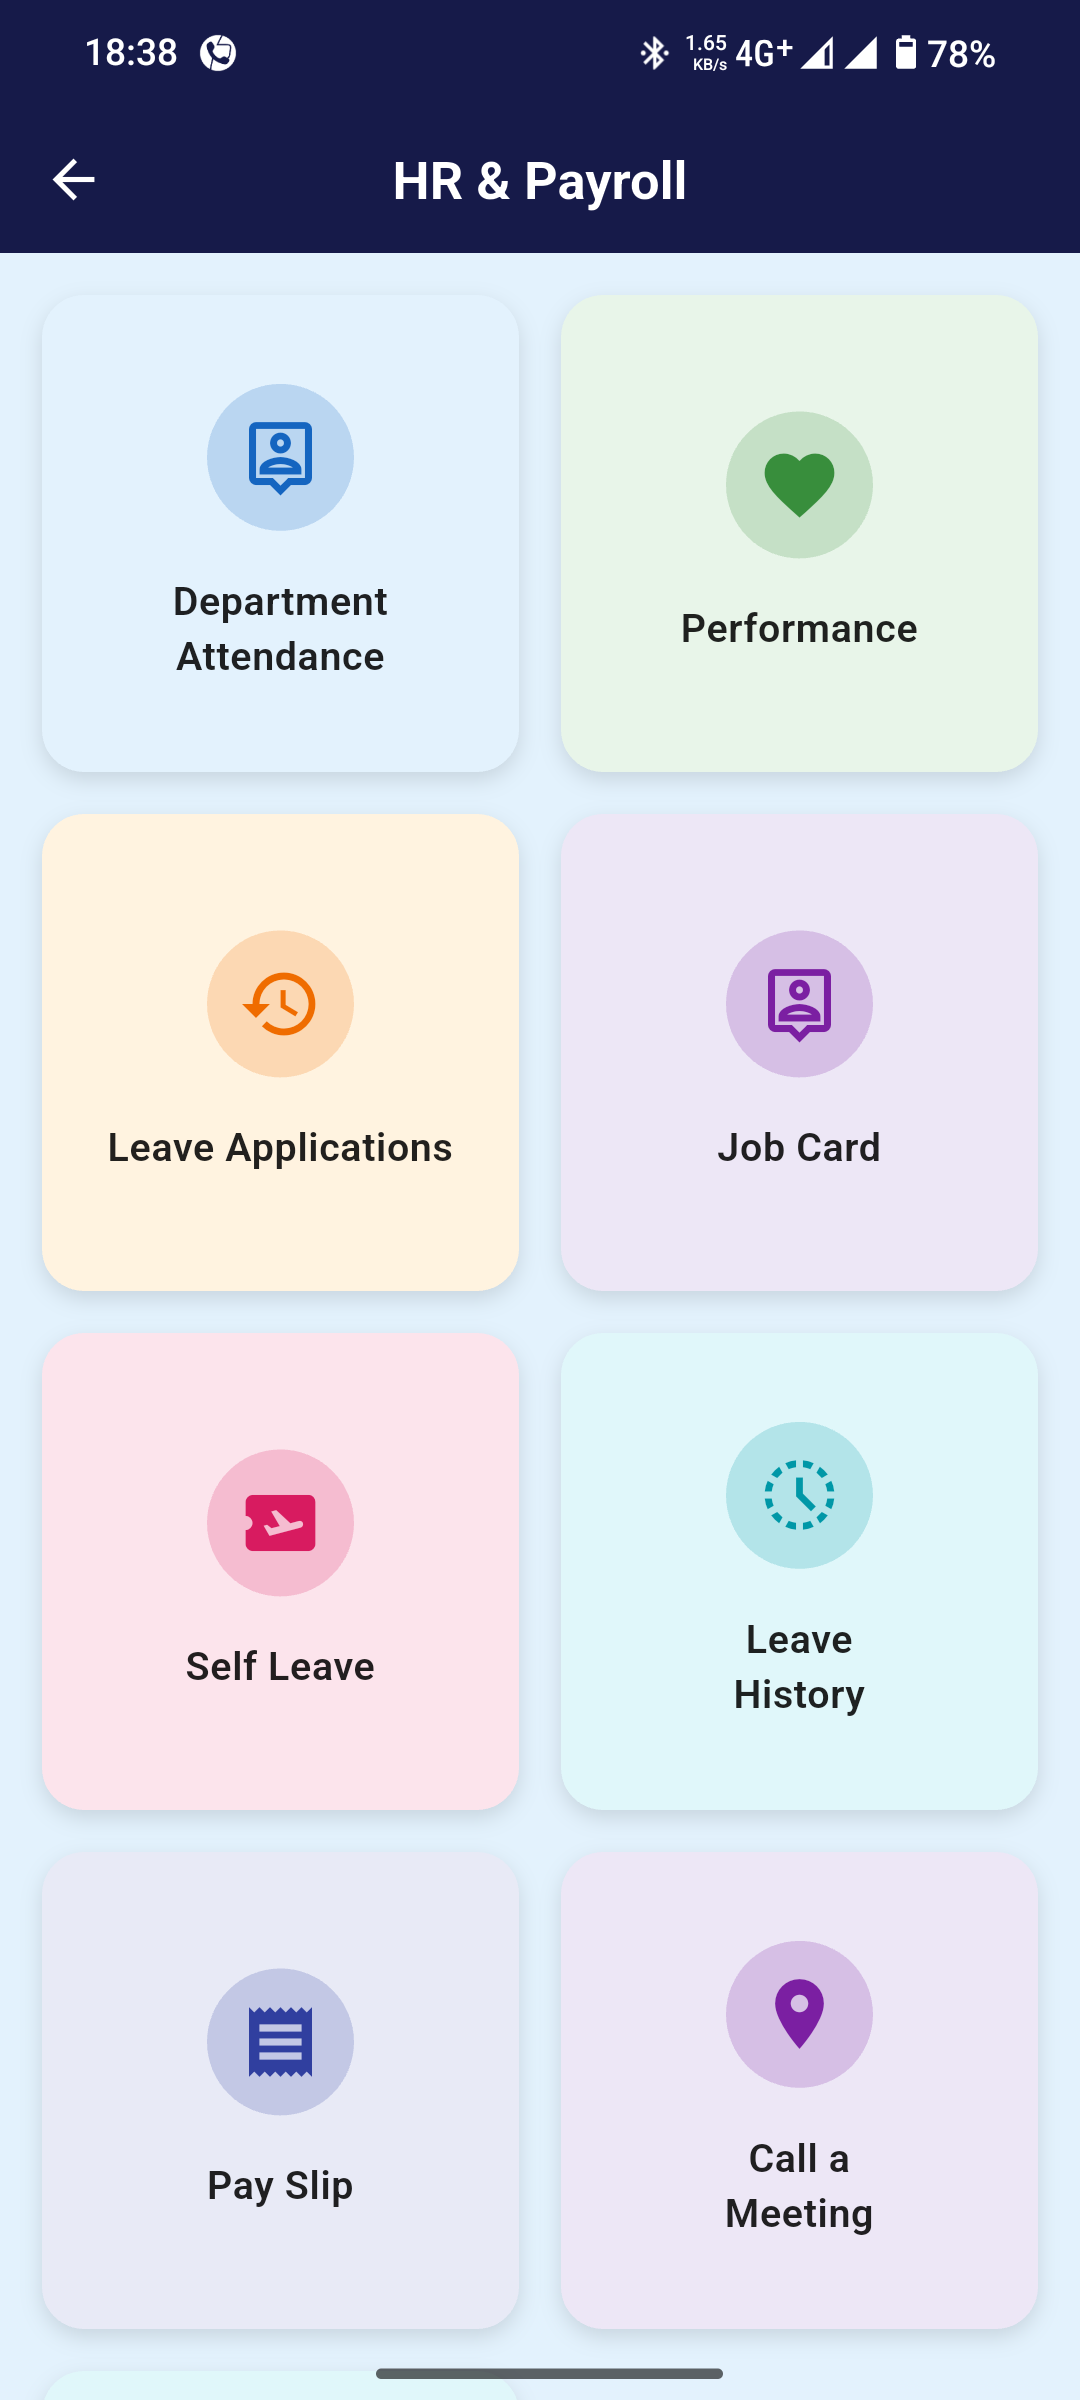 18:38
1.65
KB/s
4G+
78%
HR & Payroll
Department
Attendance
Performance
Leave Applications
Job Card
Self Leave
Leave
History
Pay Slip
Call a
Meeting